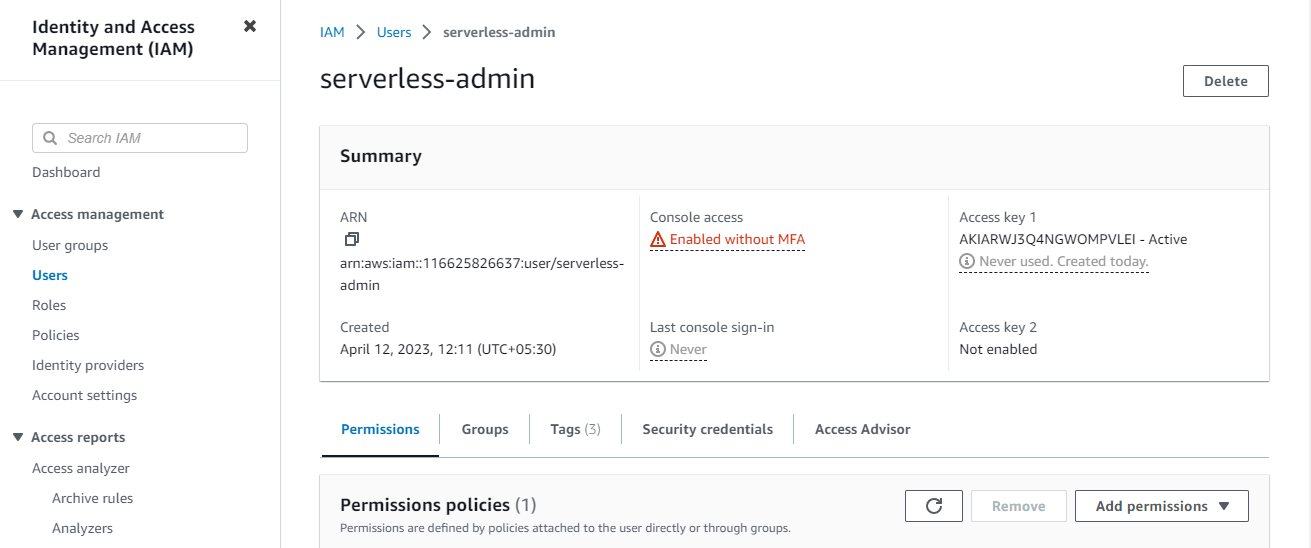 Identity and Access
Management (IAM)
Search IAM
Dashboard
Access management
User groups
Users
Roles
Policies
Identity providers
Account settings
Access reports
Access analyzer
Archive rules
Analyzers
IAM > Users > serverless-admin
serverless-admin
Delete
Summary
ARN
arn:aws:iam::116625826637:user/serverless-
admin
Created
April 12, 2023, 12:11 (UTC+05:30)
Console access
Enabled without MFA
Last console sign-in
Never
Access key 1
AKIARWJ3Q4NGWOMPVLEI - Active
Never used. Created today.
Access key 2
Not enabled
Permissions
Groups
Tags (3)
Security credentials
Access Advisor
Permissions policies (1)
Permissions are defined by policies attached to the user directly or through groups.
Remove
Add permissions